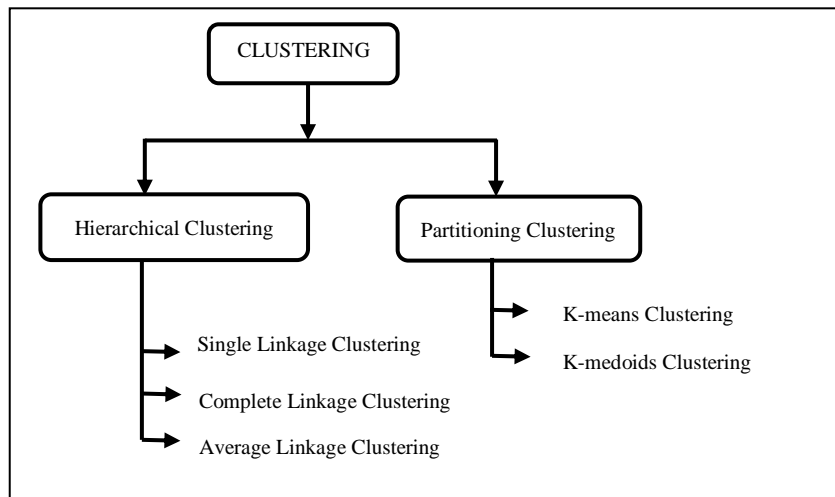 CLUSTERING
Hierarchical Clustering
Partitioning Clustering
Single Linkage Clustering
Complete Linkage Clustering
Average Linkage Clustering
K-means Clustering
K-medoids Clustering